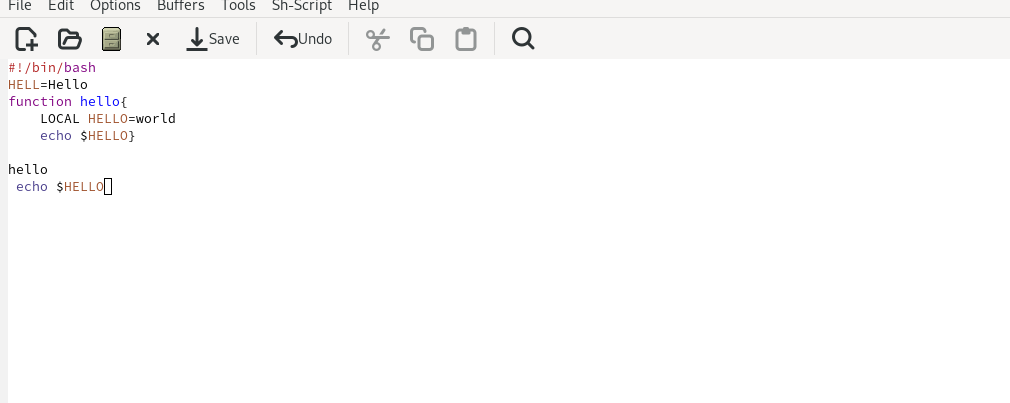 File Edit Options Buffers Tools Sh-Script Help
Save Undo
#!/bin/bash
HELL=Hello
function hello{
    LOCAL HELLO=world
    echo $HELLO}

hello
 echo $HELLO